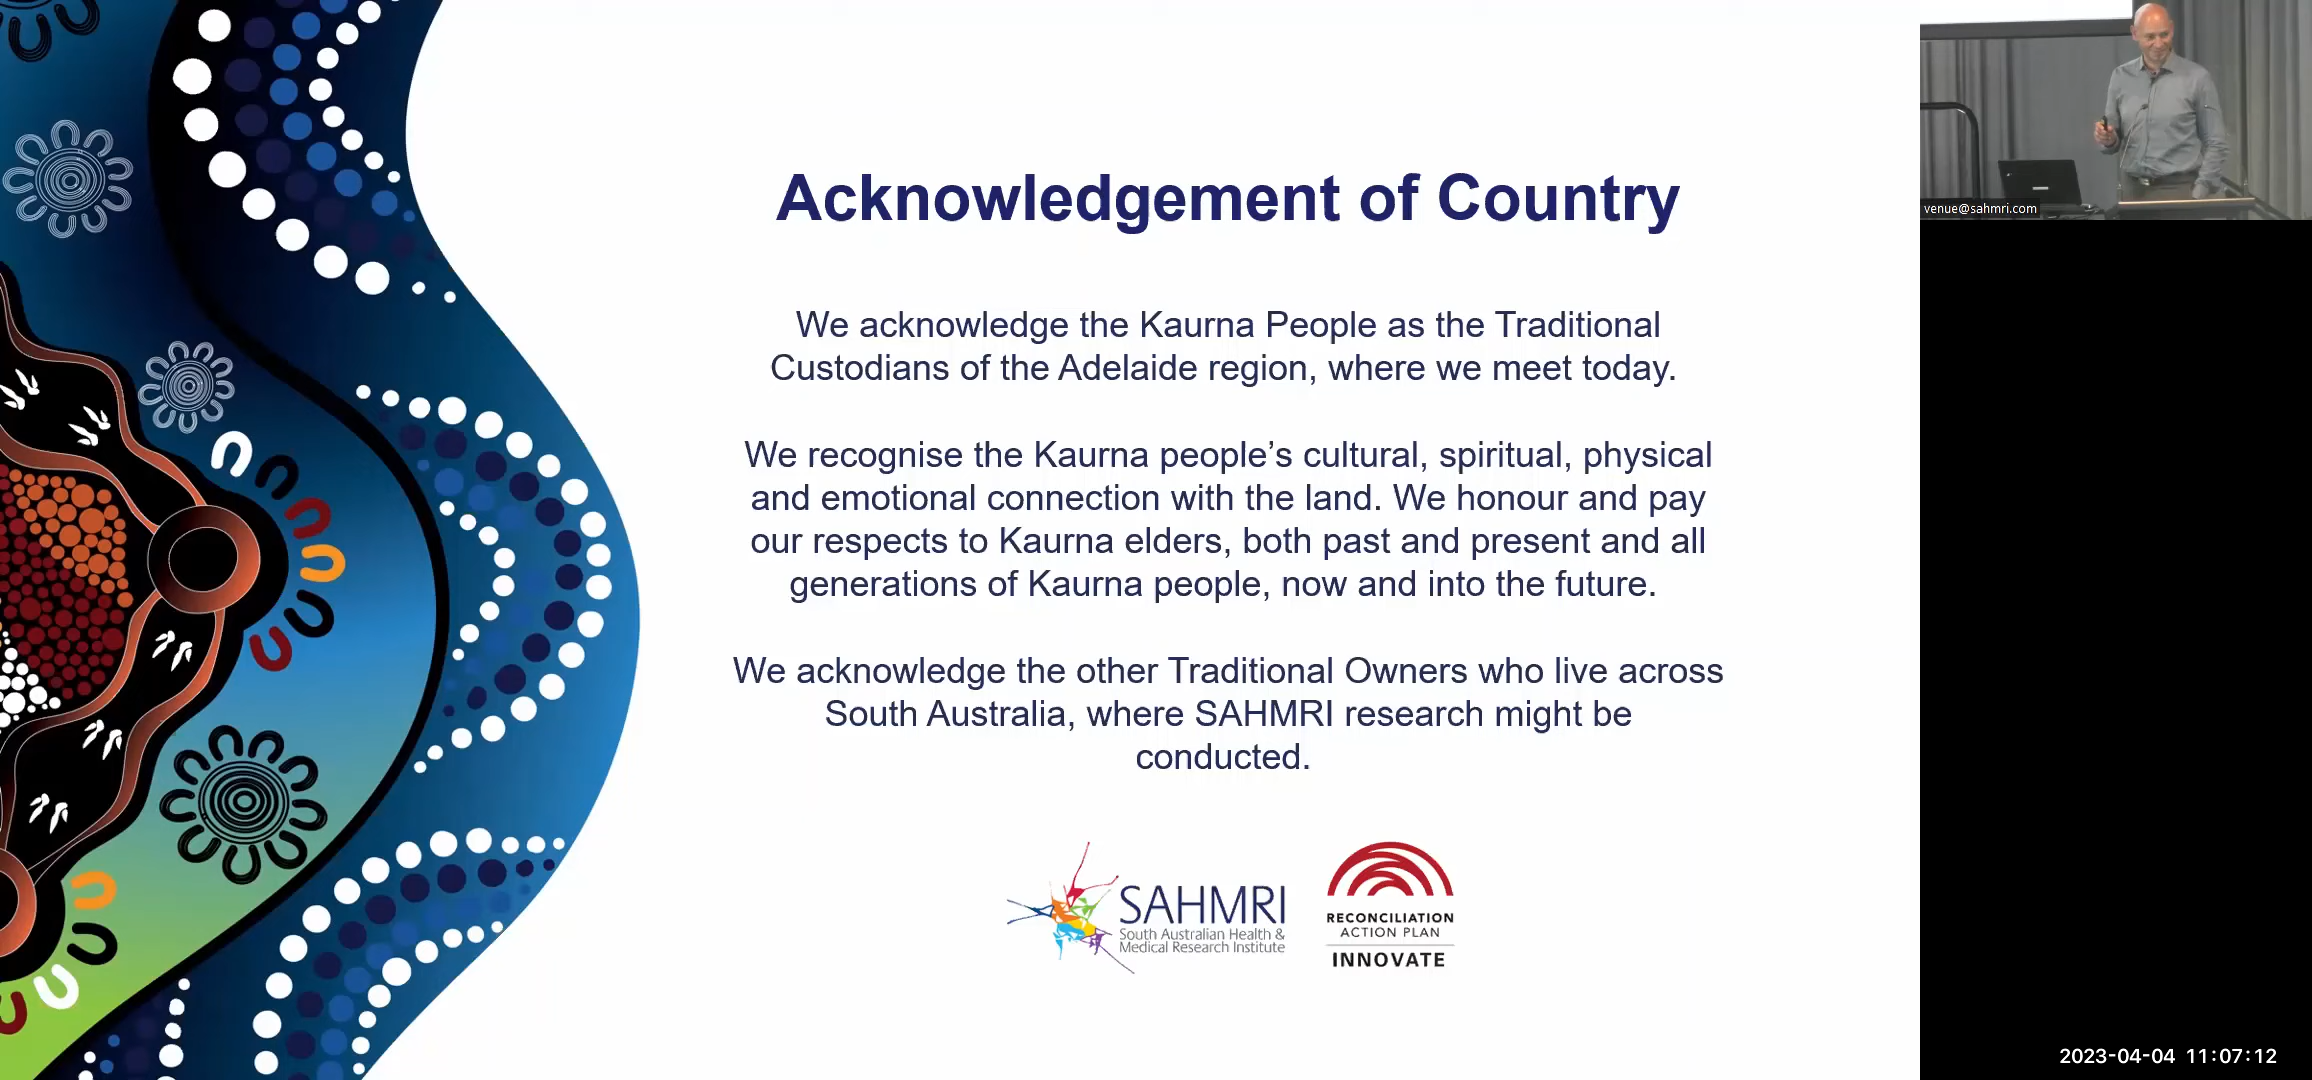 Acknowledgement of Country
We acknowledge the Kaurna People as the Traditional
Custodians of the Adelaide region, where we meet today.
We recognise the Kaurna people’s cultural, spiritual, physical
and emotional connection with the land. We honour and pay
our respects to Kaurna elders, both past and present and all
generations of Kaurna people, now and into the future.
We acknowledge the other Traditional Owners who live across
South Australia, where SAHMRI research might be
conducted.
SAHMRI
South Australian Health &
Medical Research Institute
RECONCILIATION
ACTION PLAN
INNOVATE
venue@sahmri.com
2023-04-04 11:07:12